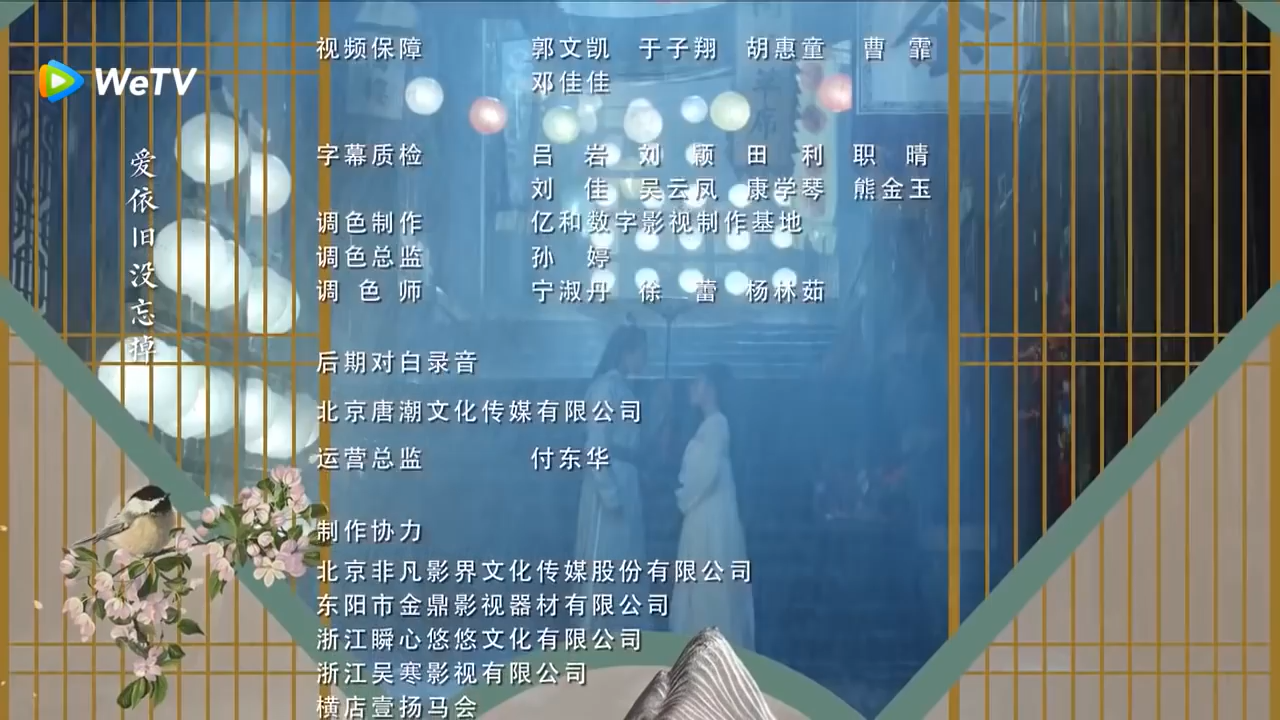 WeTV
爱依旧没忘掉
视频保障 郭文凯 于子翔 胡惠童 曹霏
邓佳佳
字幕质检 吕岩 刘颖 田利 职晴
刘佳 吴云凤 康学琴 熊金玉
调色制作 亿和数字影视制作基地
调色总监 孙婷
调色师 宁淑丹 徐蕾 杨林茹
后期对白录音
北京唐潮文化传媒有限公司
运营总监 付东华
制作协力
北京非凡影界文化传媒股份有限公司
东阳市金鼎影视器材有限公司
浙江瞬心悠悠文化有限公司
浙江吴寒影视有限公司
横店壹扬马会